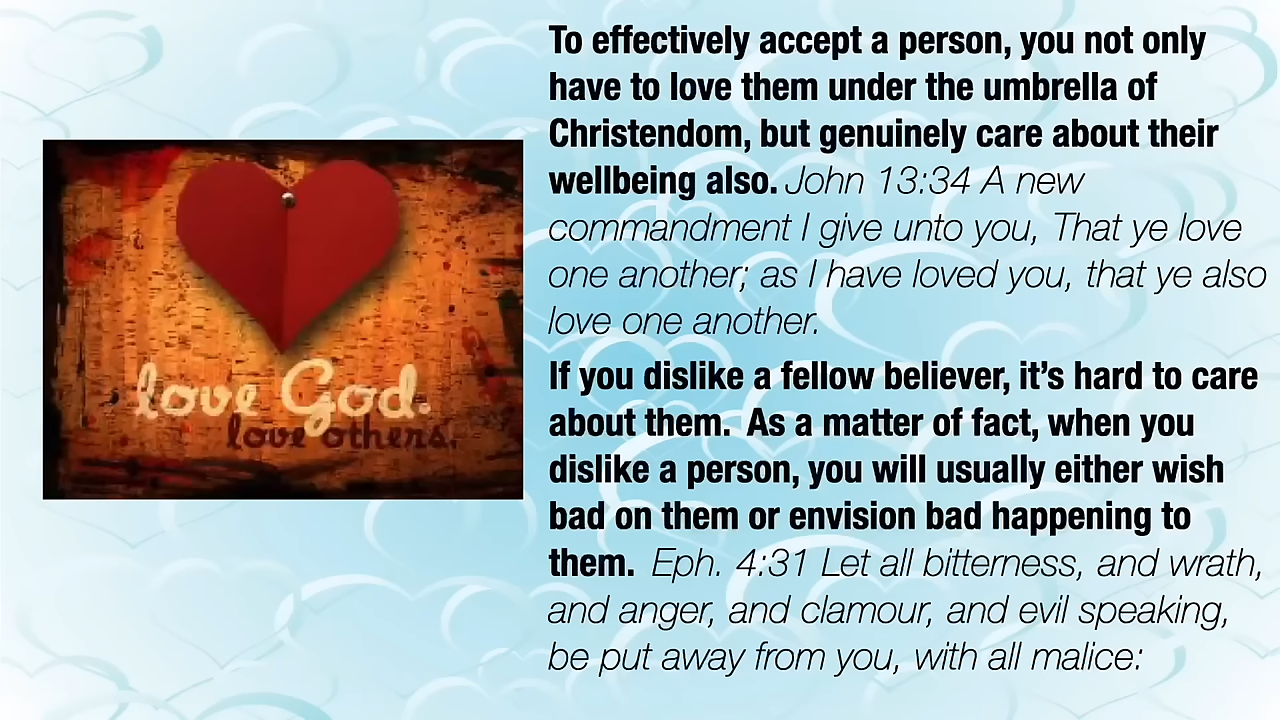 To effectively accept a person, you not only
have to love them under the umbrella of
Christendom, but genuinely care about their
wellbeing also. John 13:34 A new
commandment I give unto you, That ye love
one another; as I have loved you, that ye also
love one another.
If you dislike a fellow believer, it’s hard to care
about them. As a matter of fact, when you
dislike a person, you will usually either wish
bad on them or envision bad happening to
them. Eph. 4:31 Let all bitterness, and wrath,
and anger, and clamour, and evil speaking,
be put away from you, with all malice:
love God.
love others.